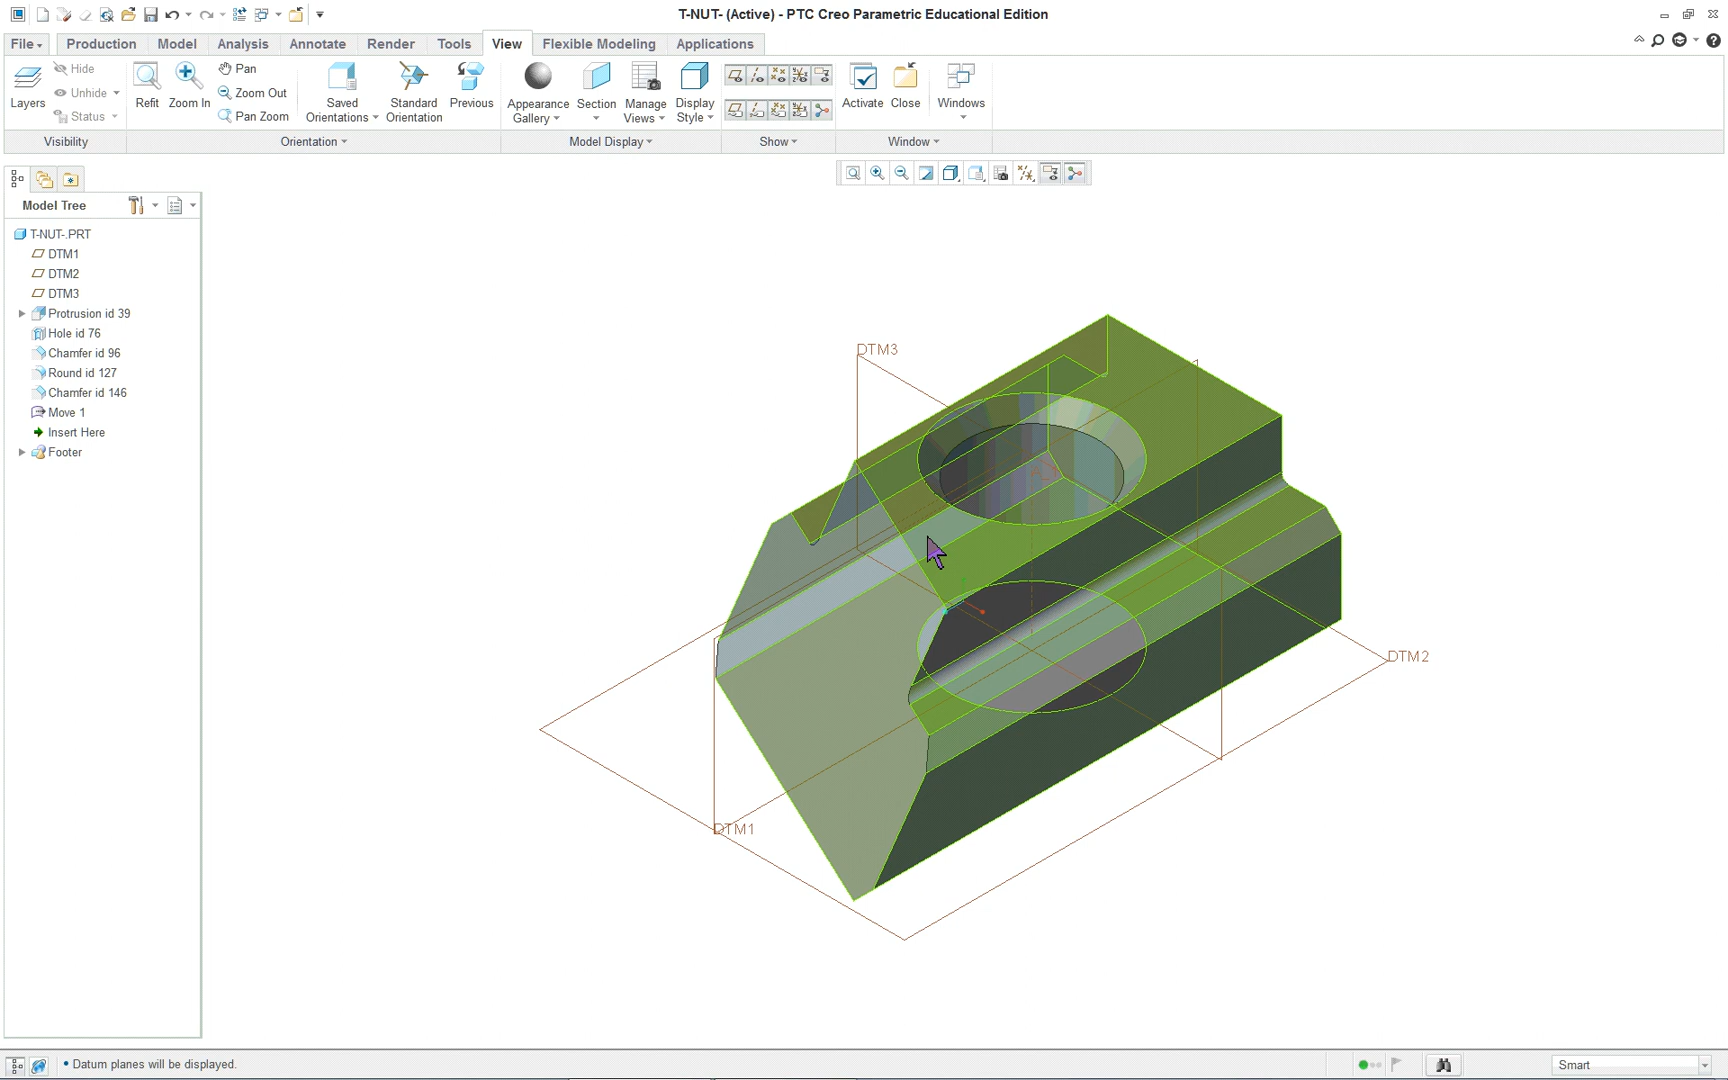 T-NUT- (Active) - PTC Creo Parametric Educational Edition
File
Production
Model
Analysis
Annotate
Render
Tools
View
Flexible Modeling
Applications
Layers
Hide
Unhide
Status
Visibility
Refit
Zoom In
Pan
Zoom Out
Pan Zoom
Saved
Orientations
Standard
Orientation
Previous
Orientation
Appearance
Gallery
Section
Manage
Views
Display
Style
Model Display
Show
Activate
Close
Windows
Window
Model Tree
T-NUT-.PRT
DTM1
DTM2
DTM3
Protrusion id 39
Hole id 76
Chamfer id 96
Round id 127
Chamfer id 146
Move 1
Insert Here
Footer
DTM3
DTM2
DTM1
• Datum planes will be displayed.
Smart